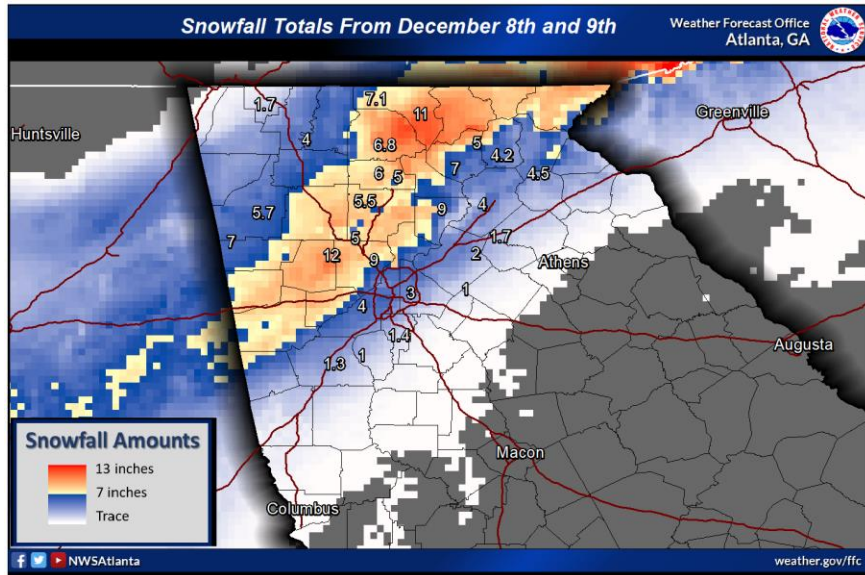 Snowfall Totals From December 8th and 9th
Weather Forecast Office
Atlanta, GA
7.1
1.7
11
Greenville
Huntsville
4
6.8
5
4.2
7
6
5
4.5
5.5
4
5.7
9
7
5
1.7
2
12
9
Athens
3
1
4
1.4
Augusta
1.3
1
Snowfall Amounts
13 inches
7 inches
Trace
Macon
Columbus
NWSAtlanta
weather.gov/ffc